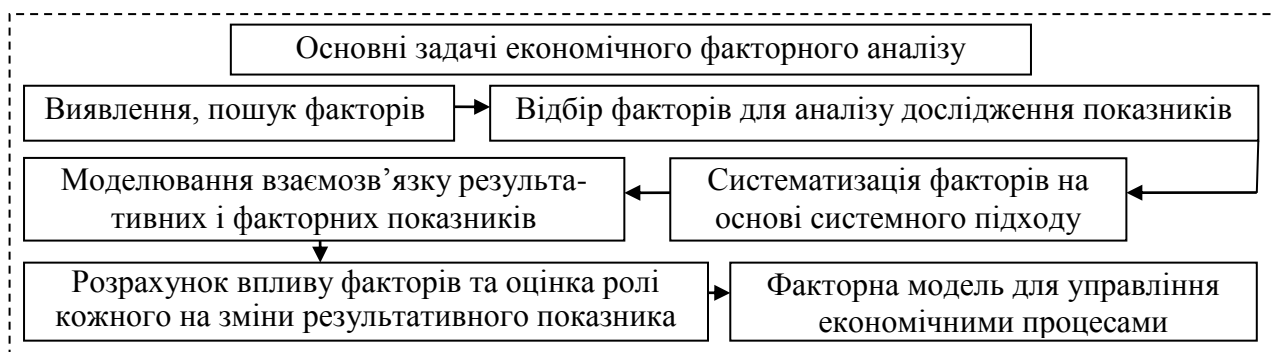 Основні задачі економічного факторного аналізу
Виявлення, пошук факторів
Відбір факторів для аналізу дослідження показників
Систематизація факторів на
основі системного підходу
Моделювання взаємозв’язку результа-
тивних і факторних показників
Розрахунок впливу факторів та оцінка ролі
кожного на зміни результативного показника
Факторна модель для управління
економічними процесами